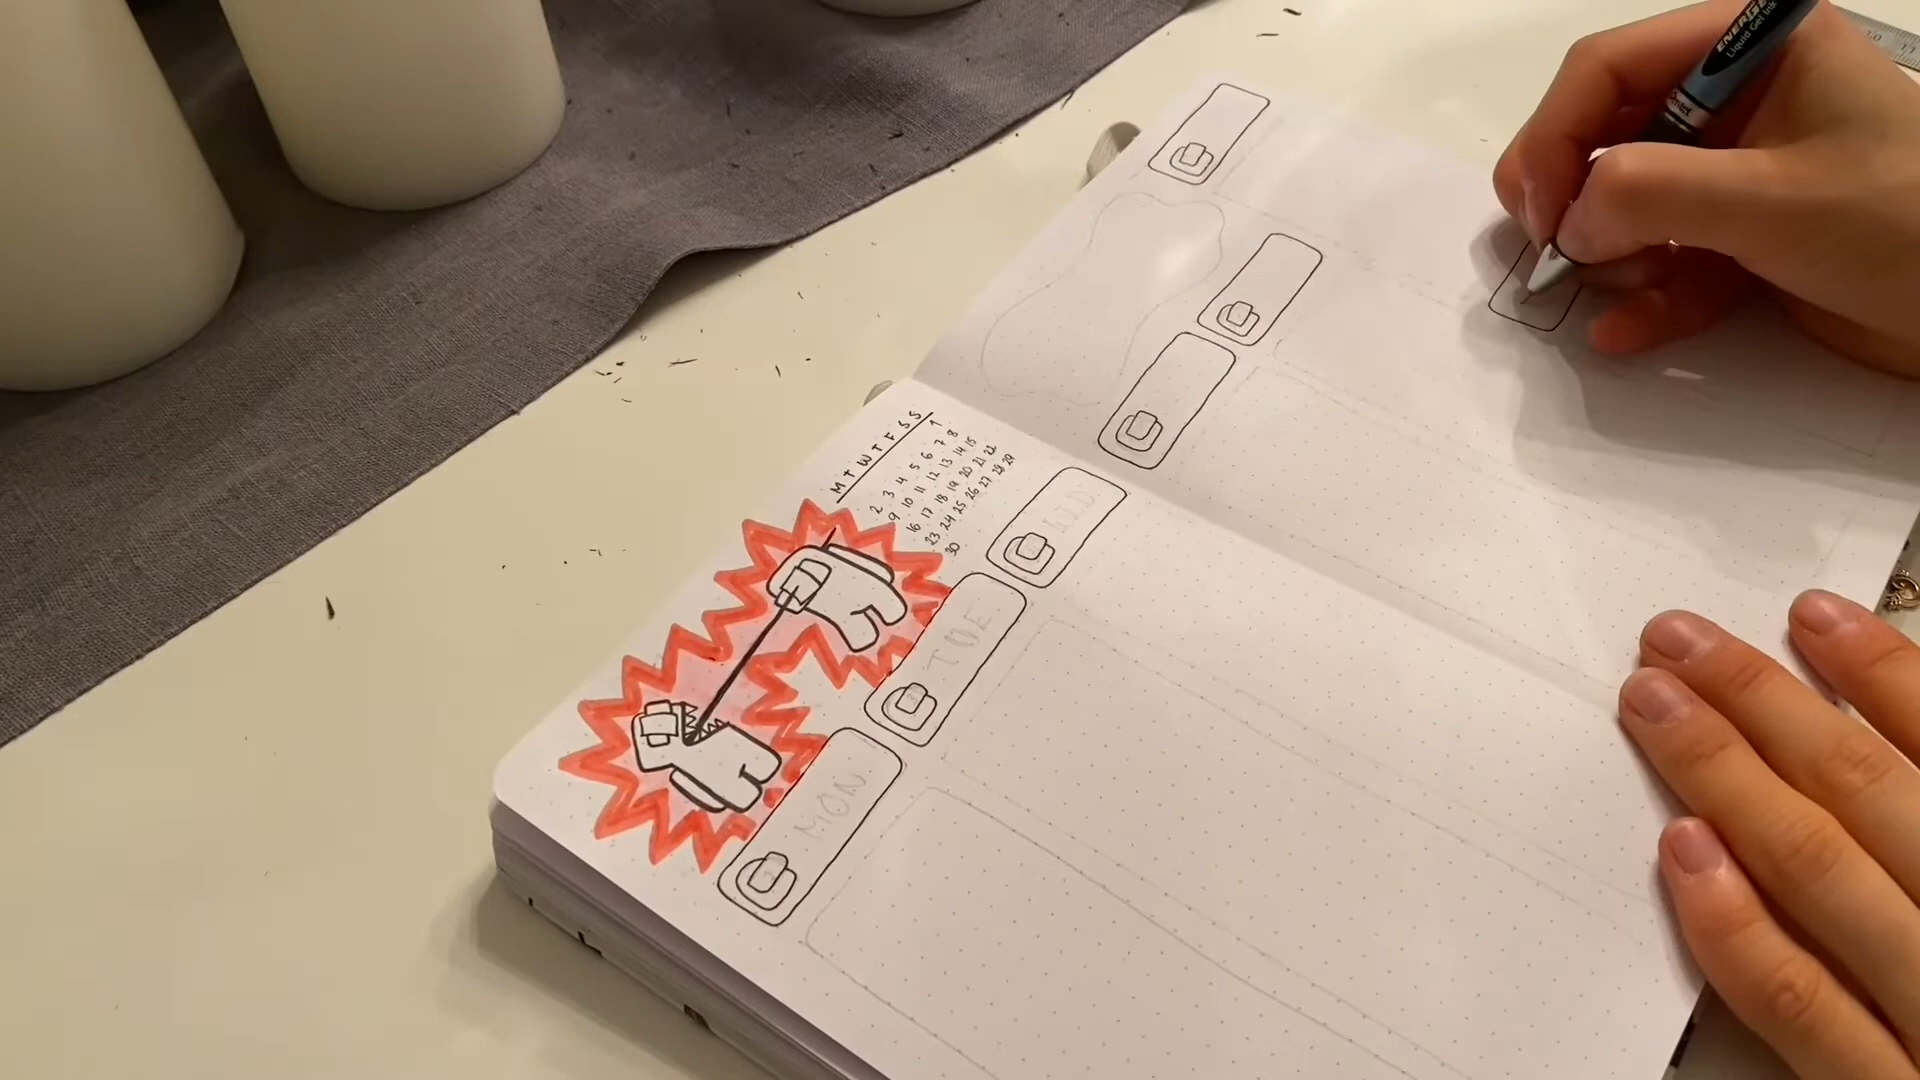 M T W T F S S
1
2 3 4 5 6 7 8
9 10 11 12 13 14 15
16 17 18 19 20 21 22
23 24 25 26 27 28 29
30
MON
TUE
ENERGEL
Liquid Gel Ink
Pentel